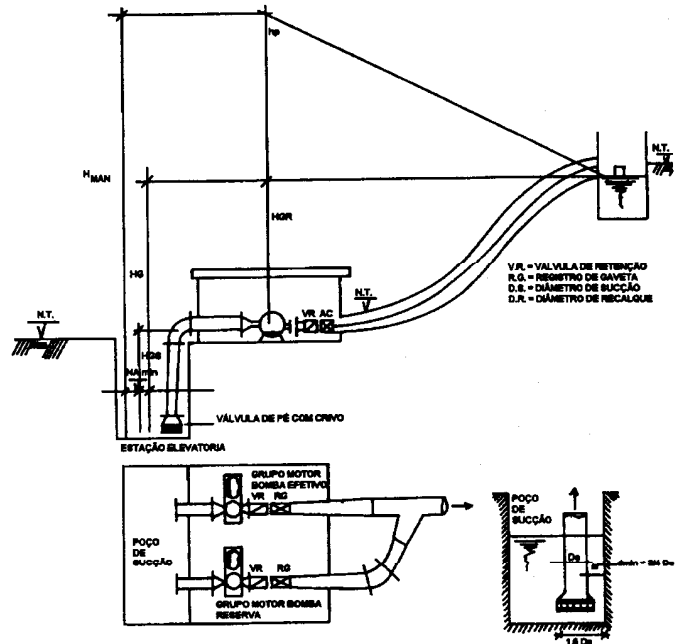 hp
N.T.
H MAN
HGR
HG
V.R. = VALVULA DE RETENÇÃO
R.G. = REGISTRO DE GAVETA
D.S. = DIÂMETRO DE SUCÇÃO
D.R. = DIÂMETRO DE RECALQUE
N.T.
VR AC
N.T.
HGS
NA min
VÁLVULA DE PÉ COM CRIVO
ESTAÇÃO ELEVATORIA
GRUPO MOTOR
BOMBA EFETIVO
VR RG
POÇO
DE
SUCÇÃO
VR RG
GRUPO MOTOR BOMBA
RESERVA
POÇO
DE
SUCÇÃO
Ds